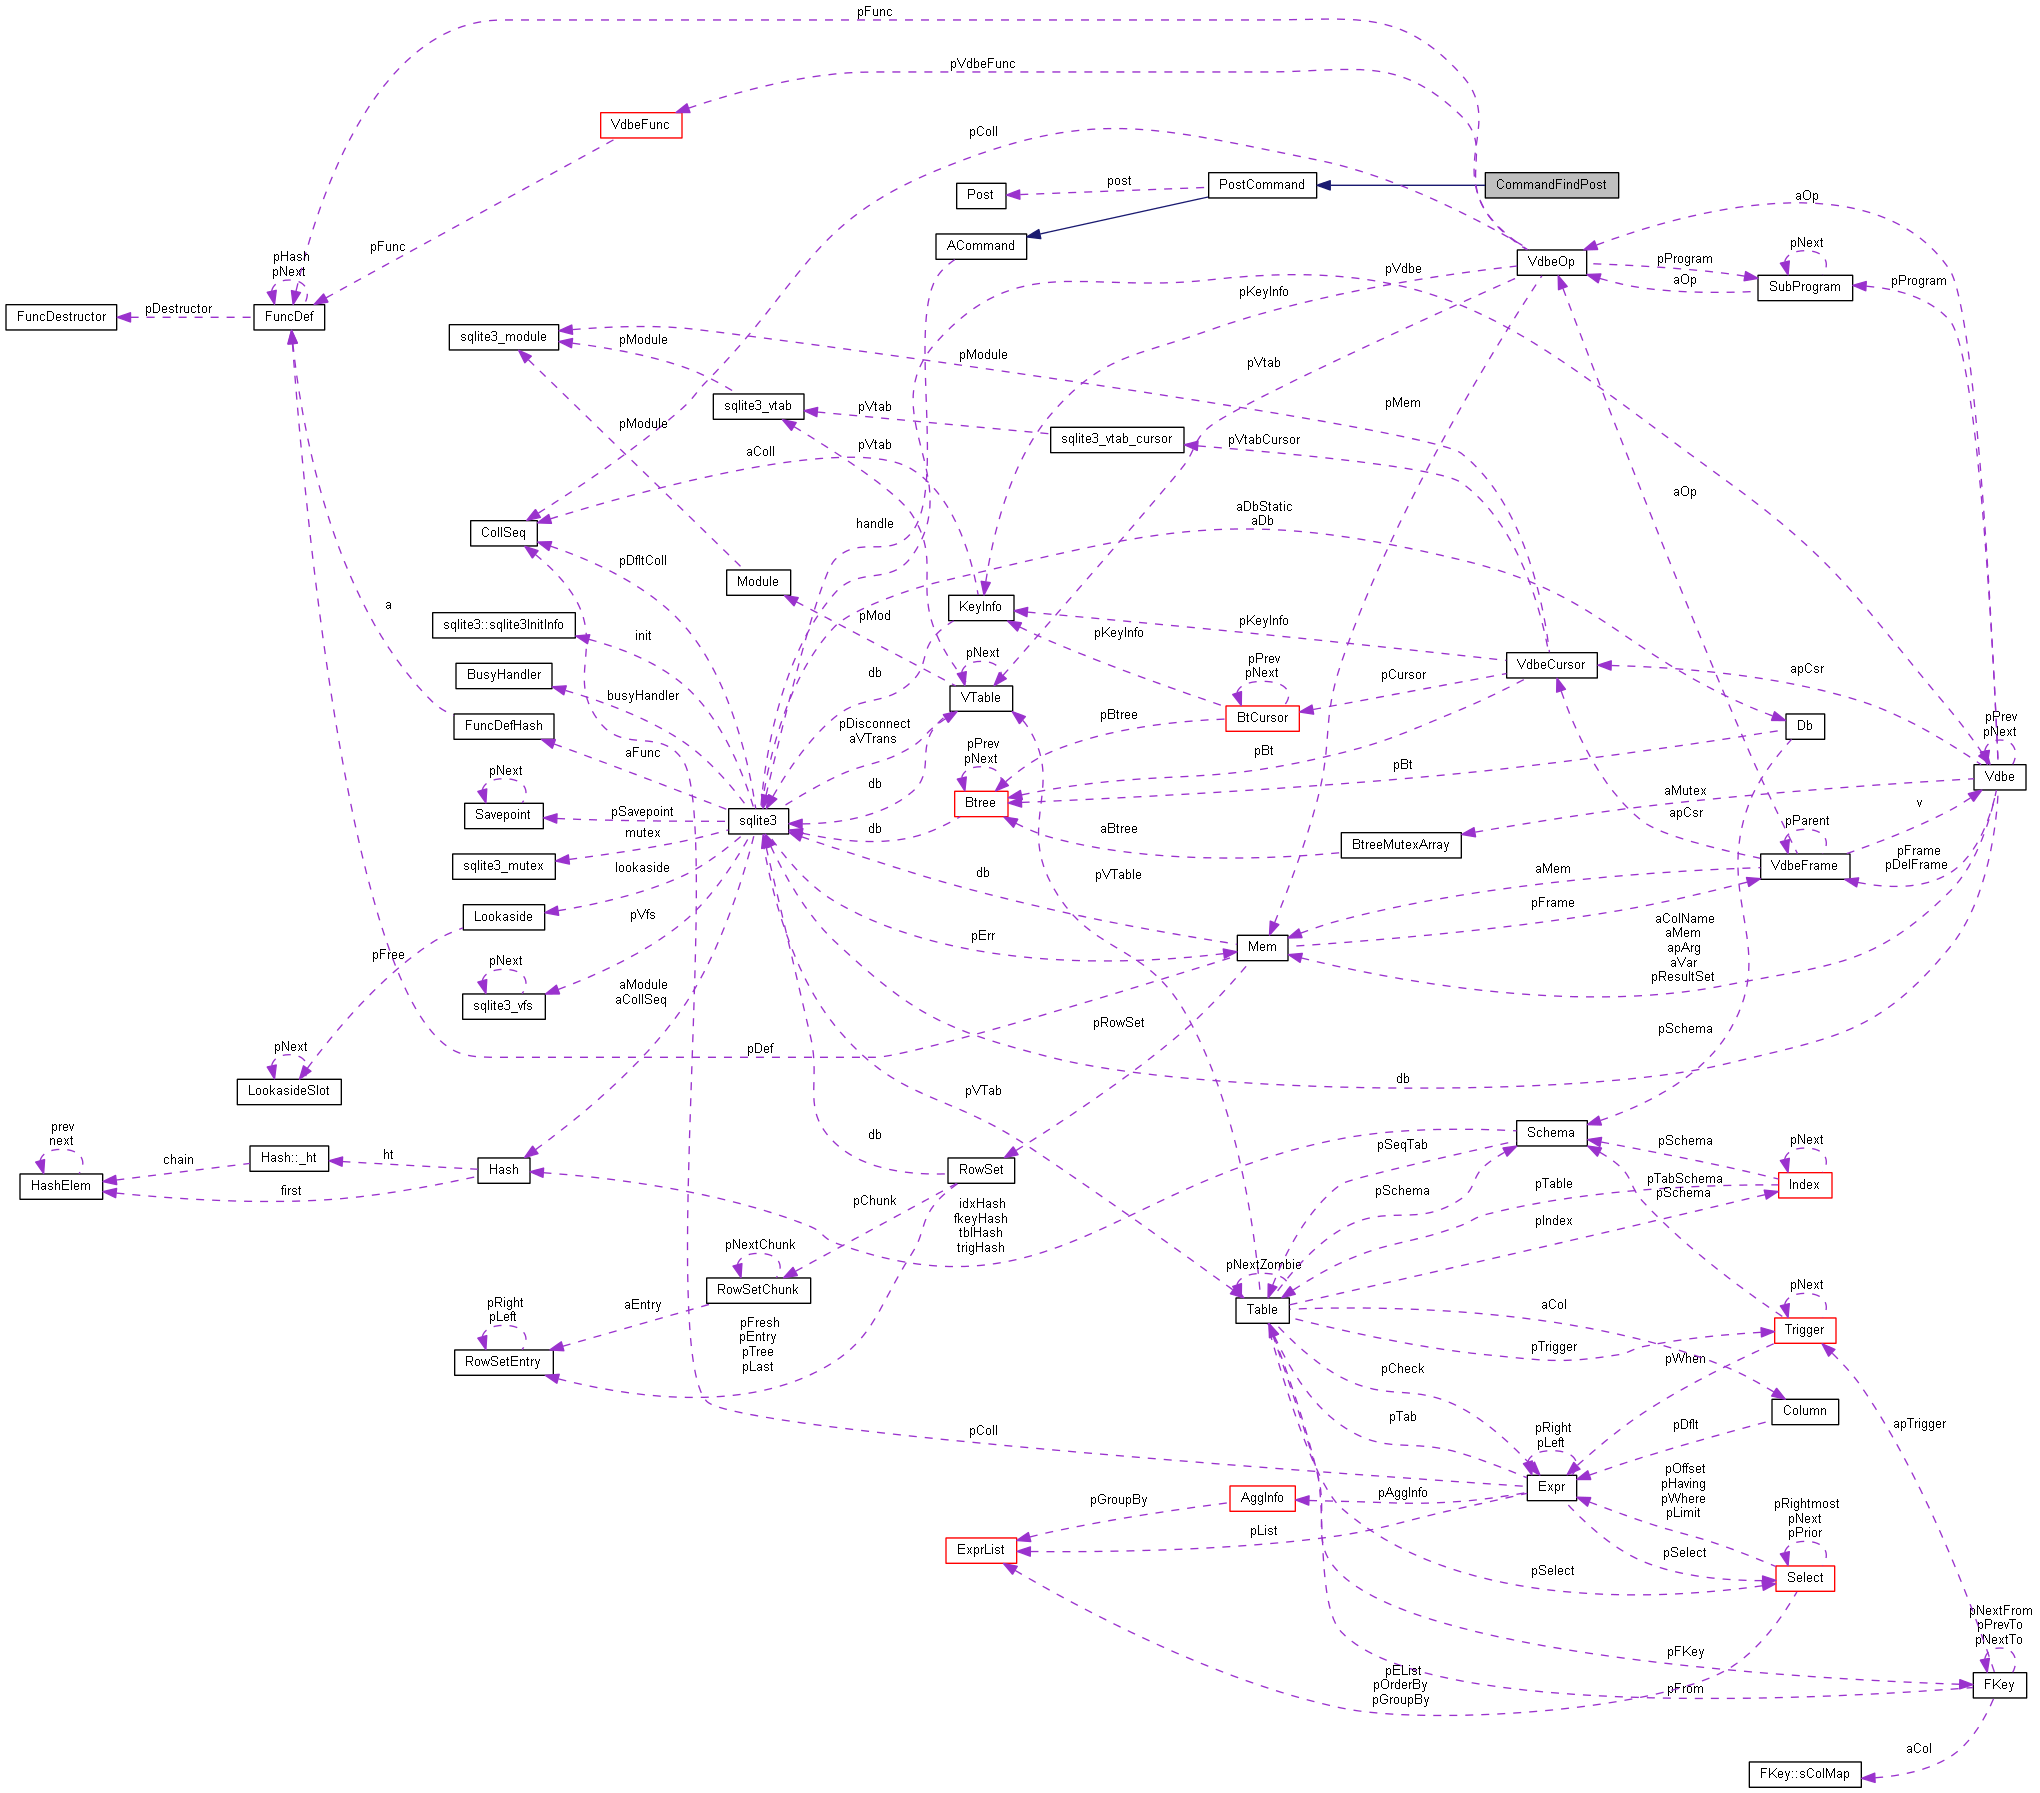 pFunc
pVdbeFunc
VdbeFunc
pColl
post
Post
PostCommand
CommandFindPost
aOp
ACommand
pFunc
pHash
pNext
pVdbe
VdbeOp
pProgram
pNext
SubProgram
aOp
pProgram
pKeyInfo
FuncDestructor
pDestructor
FuncDef
sqlite3_module
pModule
pModule
pVtab
pMem
sqlite3_vtab
pVtab
pModule
sqlite3_vtab_cursor
pVtabCursor
pVtab
aColl
aOp
aDbStatic
aDb
handle
CollSeq
pDfltColl
Module
a
KeyInfo
pMod
sqlite3::sqlite3InitInfo
init
pKeyInfo
pKeyInfo
pNext
pPrev
pNext
VdbeCursor
apCsr
db
BusyHandler
busyHandler
VTable
pCursor
BtCursor
pBtree
FuncDefHash
aFunc
pDisconnect
aVTrans
Db
pPrev
pNext
Vdbe
pPrev
pNext
pBt
pBt
pNext
Savepoint
pSavepoint
db
Btree
aMutex
apCsr
v
sqlite3
db
aBtree
BtreeMutexArray
pParent
VdbeFrame
pFrame
pDelFrame
mutex
sqlite3_mutex
lookaside
db
pVTable
aMem
pFrame
Lookaside
pVfs
pErr
Mem
aColName
aMem
apArg
aVar
pResultSet
pFree
pNext
sqlite3_vfs
aModule
aCollSeq
pRowSet
pSchema
pNext
LookasideSlot
pDef
pVTab
db
prev
next
HashElem
chain
Hash::_ht
ht
first
Hash
db
RowSet
pSeqTab
Schema
pSchema
pNext
Index
pTable
pTabSchema
pSchema
pSchema
pIndex
pChunk
idxHash
fkeyHash
tblHash
trigHash
pNextChunk
RowSetChunk
pNextZombie
Table
aCol
pNext
Trigger
pRight
pLeft
RowSetEntry
aEntry
pFresh
pEntry
pTree
pLast
pTrigger
pWhen
pCheck
pTab
pColl
pRight
pLeft
Expr
pDflt
Column
apTrigger
pOffset
pHaving
pWhere
pLimit
pRightmost
pNext
pPrior
AggInfo
pAggInfo
pGroupBy
pList
ExprList
pSelect
pSelect
Select
pNextFrom
pPrevTo
pNextTo
FKey
pFKey
pFrom
pEList
pOrderBy
pGroupBy
aCol
FKey::sColMap